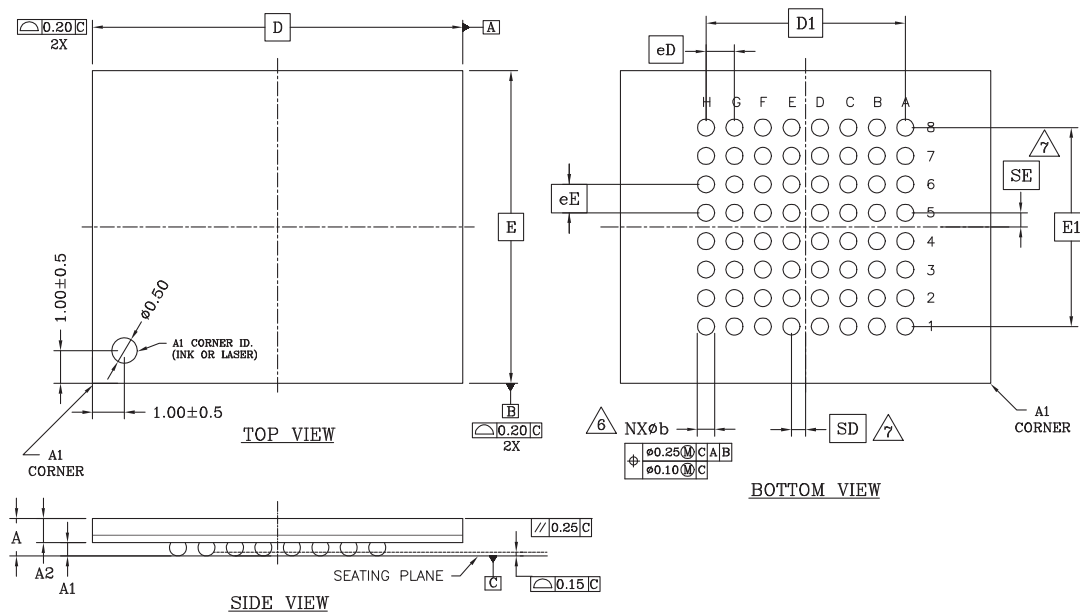 ⌓ 0.20 C
2X
D
A
E
1.00±0.5
ø0.50
A1 CORNER ID.
(INK OR LASER)
1.00±0.5
B
⌓ 0.20 C
2X
TOP VIEW
A1
CORNER
D1
eD
H G F E D C B A
8
7
6
5
4
3
2
1
7
SE
eE
E1
6
NXøb
SD
7
⌖ ø0.25 Ⓜ C A B
ø0.10 Ⓜ C
A1
CORNER
BOTTOM VIEW
A
A2
A1
// 0.25 C
SEATING PLANE
C
⌓ 0.15 C
SIDE VIEW